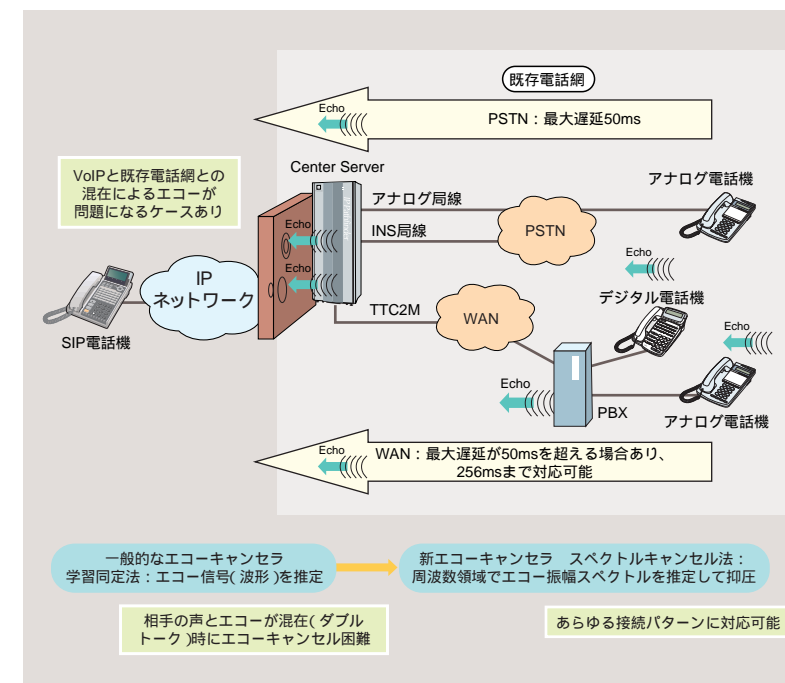 既存電話網
Echo
PSTN：最大遅延50ms
VoIPと既存電話網との
混在によるエコーが
問題になるケースあり
Center Server
アナログ電話機
アナログ局線
INS局線
PSTN
Echo
Echo
Echo
IP
ネットワーク
SIP電話機
TTC2M
WAN
デジタル電話機
Echo
Echo
PBX
アナログ電話機
Echo
WAN：最大遅延が50msを超える場合あり、
256msまで対応可能
一般的なエコーキャンセラ
学習同定法：エコー信号(波形)を推定
新エコーキャンセラ　スペクトルキャンセル法：
周波数領域でエコー振幅スペクトルを推定して抑圧
相手の声とエコーが混在(ダブル
トーク)時にエコーキャンセル困難
あらゆる接続パターンに対応可能